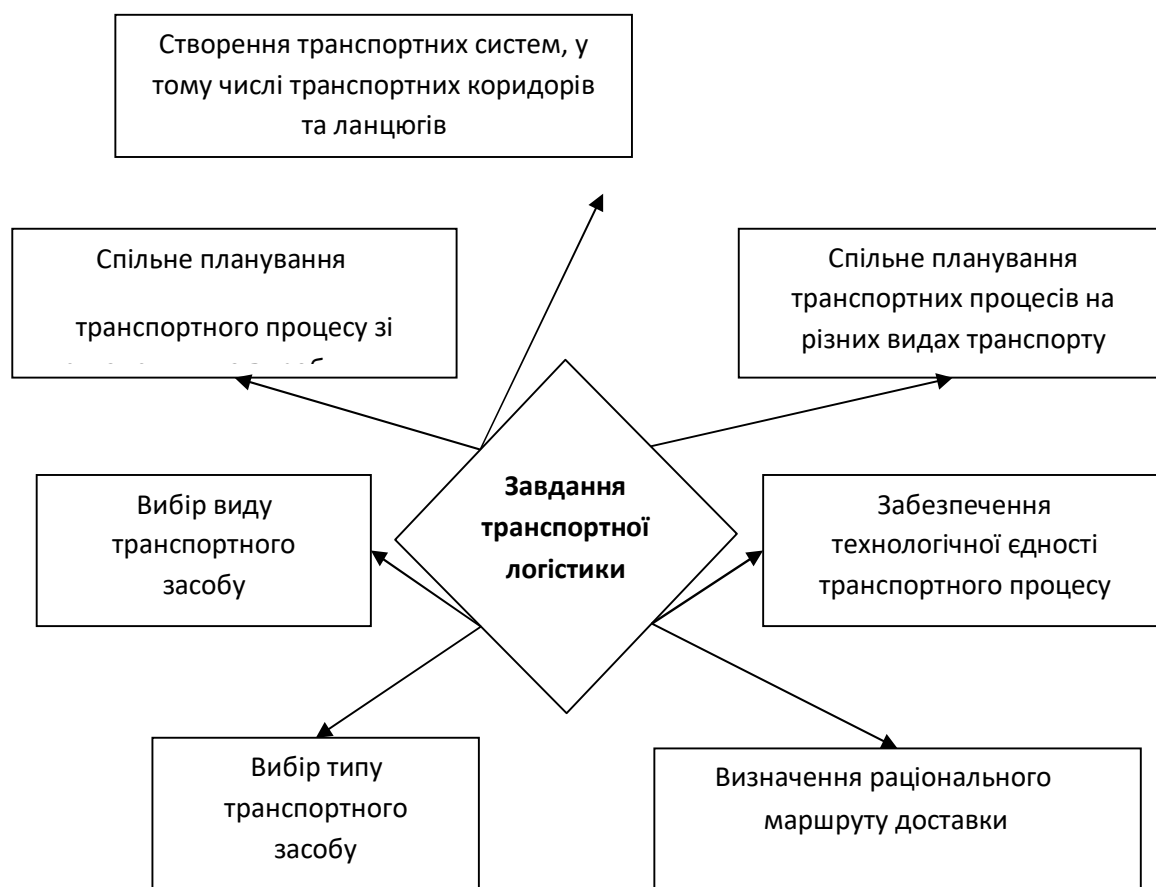 Створення транспортних систем, у
тому числі транспортних коридорів
та ланцюгів
Спільне планування
транспортного процесу зі
Спільне планування
транспортних процесів на
різних видах транспорту
Завдання
транспортної
логістики
Вибір виду
транспортного
засобу
Забезпечення
технологічної єдності
транспортного процесу
Вибір типу
транспортного
засобу
Визначення раціонального
маршруту доставки